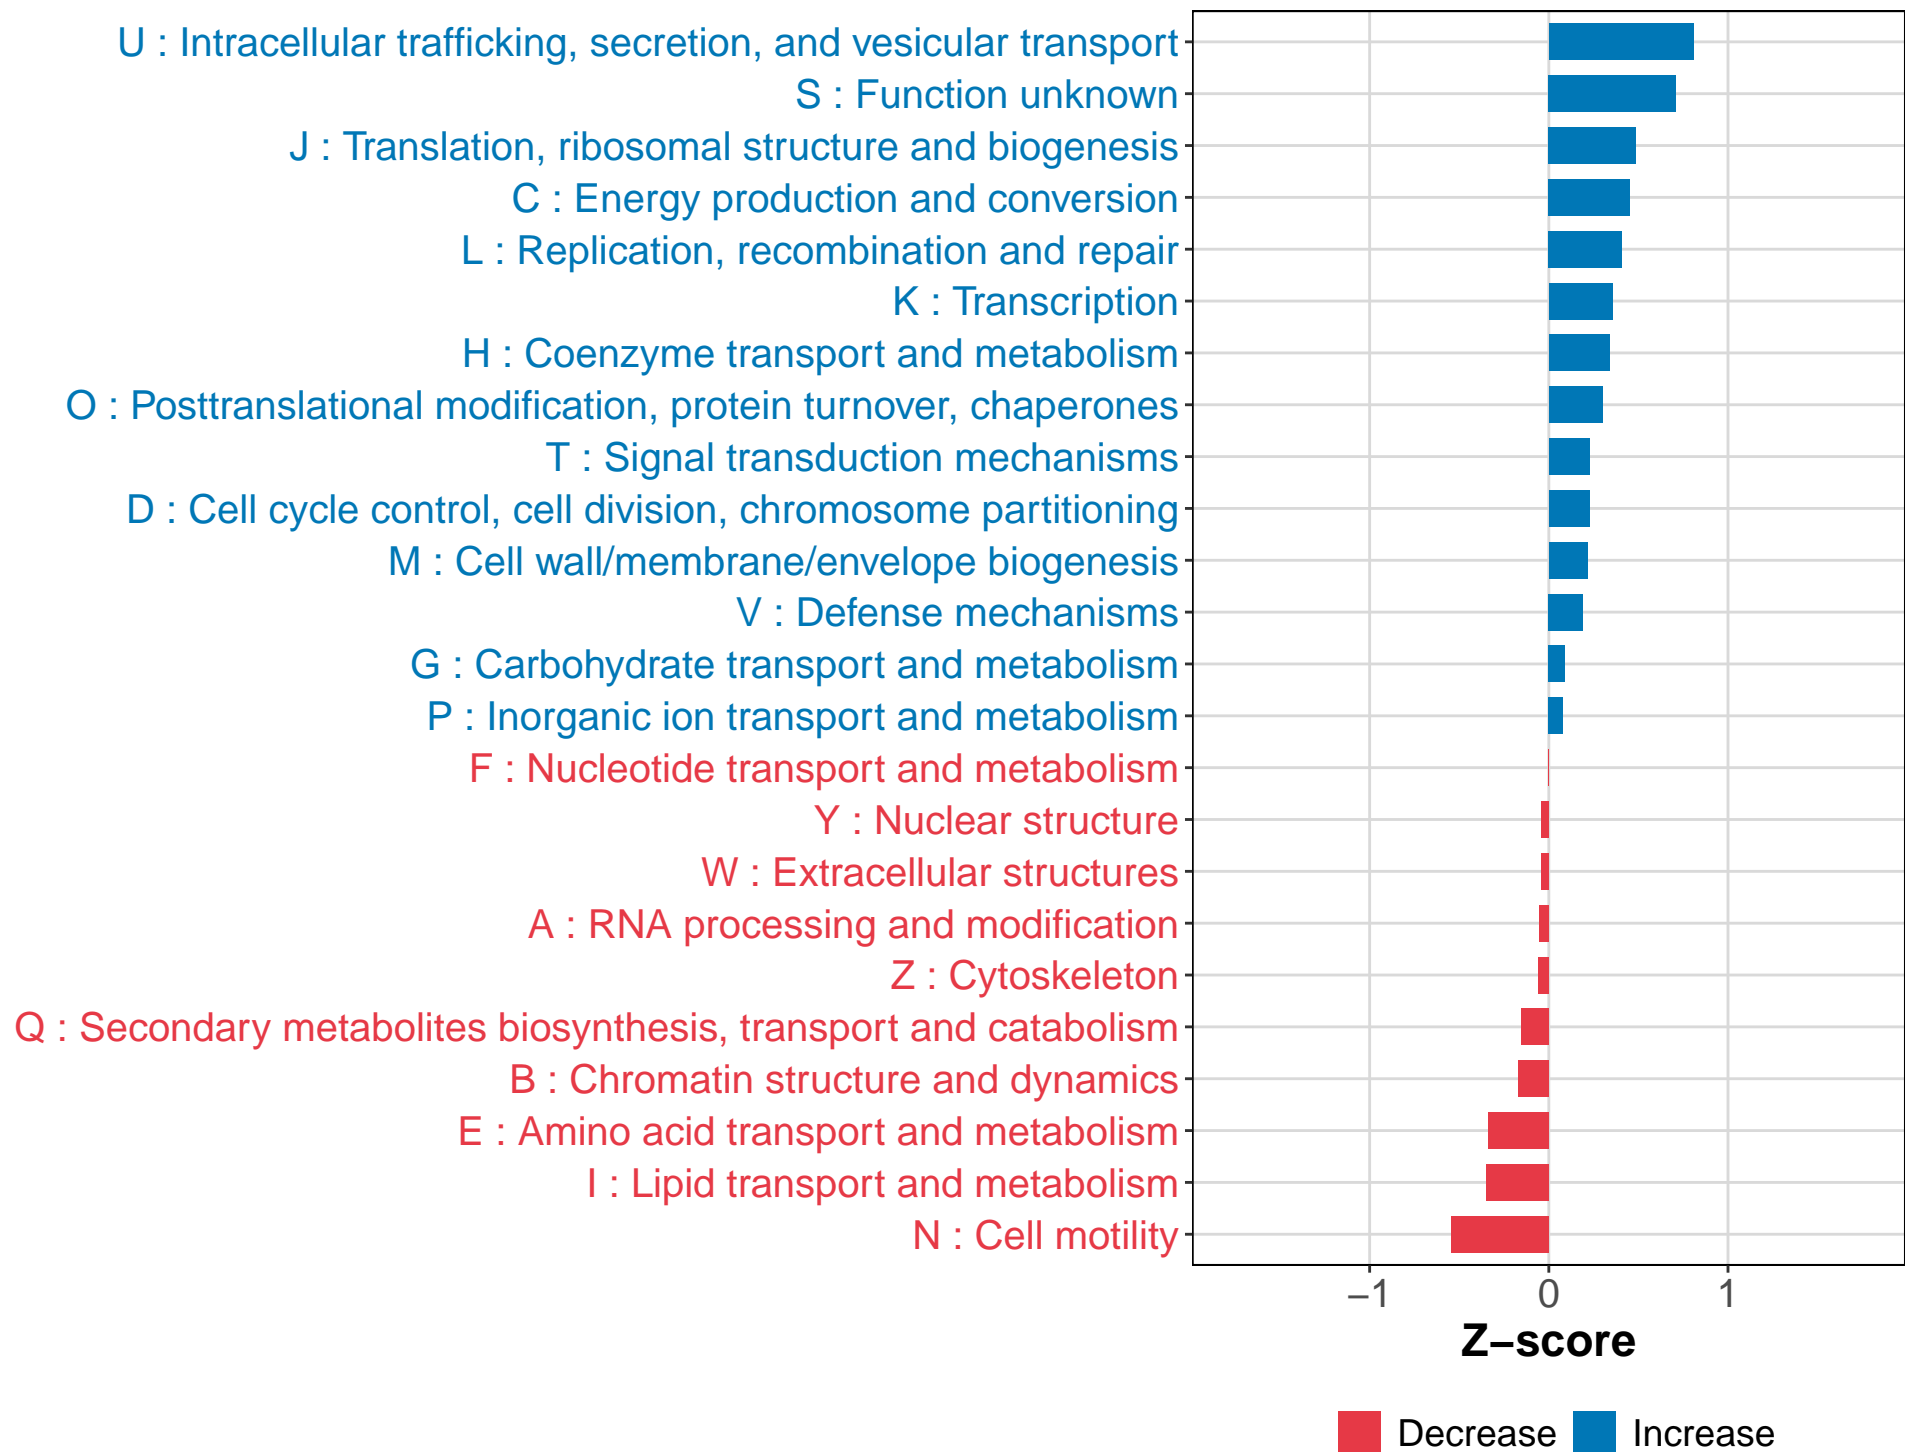 U : Intracellular trafficking, secretion, and vesicular transport
S : Function unknown
J : Translation, ribosomal structure and biogenesis
C : Energy production and conversion
L : Replication, recombination and repair
K : Transcription
H : Coenzyme transport and metabolism
O : Posttranslational modification, protein turnover, chaperones
T : Signal transduction mechanisms
D : Cell cycle control, cell division, chromosome partitioning
M : Cell wall/membrane/envelope biogenesis
V : Defense mechanisms
G : Carbohydrate transport and metabolism
P : Inorganic ion transport and metabolism
F : Nucleotide transport and metabolism
Y : Nuclear structure
W : Extracellular structures
A : RNA processing and modification
Z : Cytoskeleton
Q : Secondary metabolites biosynthesis, transport and catabolism
B : Chromatin structure and dynamics
E : Amino acid transport and metabolism
I : Lipid transport and metabolism
N : Cell motility
−1 0 1
Z−score
Decrease Increase